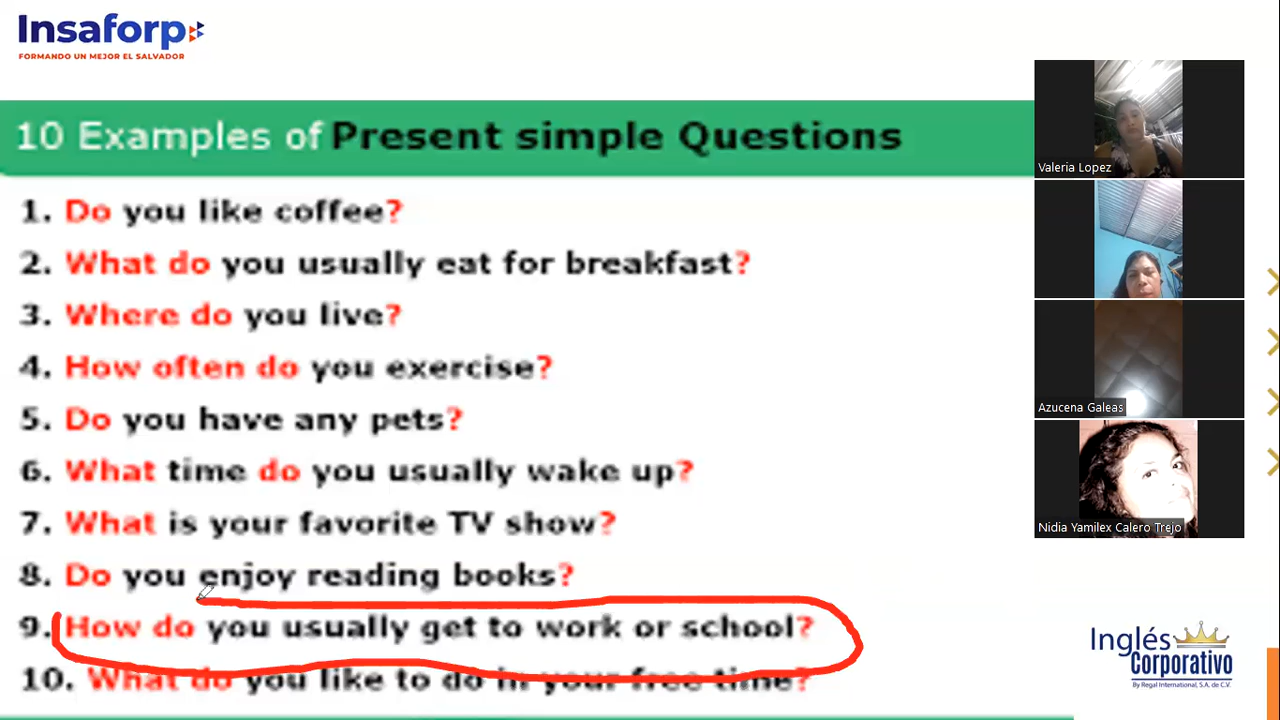 Insaforp
FORMANDO UN MEJOR EL SALVADOR
10 Examples of Present simple Questions
1. Do you like coffee?
2. What do you usually eat for breakfast?
3. Where do you live?
4. How often do you exercise?
5. Do you have any pets?
6. What time do you usually wake up?
7. What is your favorite TV show?
8. Do you enjoy reading books?
9. How do you usually get to work or school?
10. What do you like to do in your free time?
Valeria Lopez
Azucena Galeas
Nidia Yamilex Calero Trejo
Inglés
Corporativo
By Regal International, S.A. de C.V.